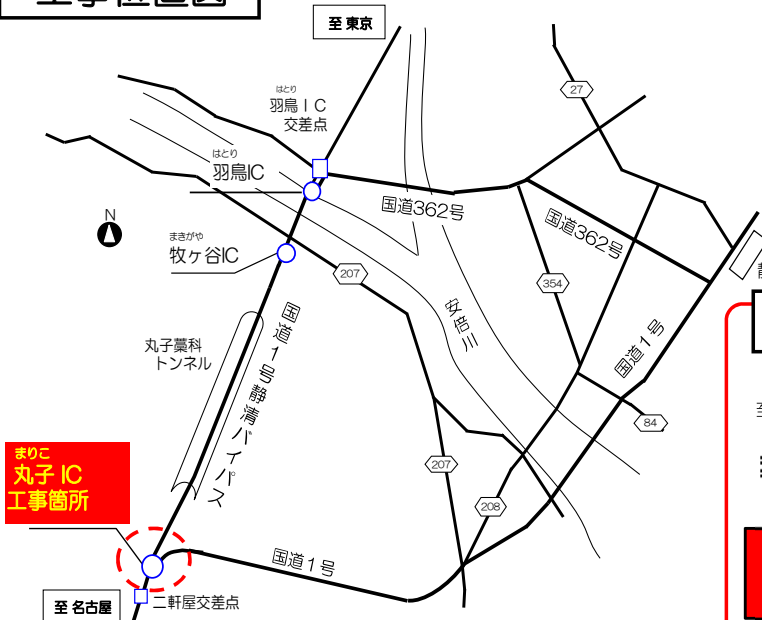 至 東京
27
はとり
羽鳥IC
交差点
はとり
羽鳥IC
国道362号
国道362号
N
まきがや
牧ヶ谷IC
207
354
安倍川
国道1号
丸子藁科
トンネル
国道1号静清バイパス
84
まりこ
丸子 IC
工事箇所
207
208
国道1号
至 名古屋
二軒屋交差点